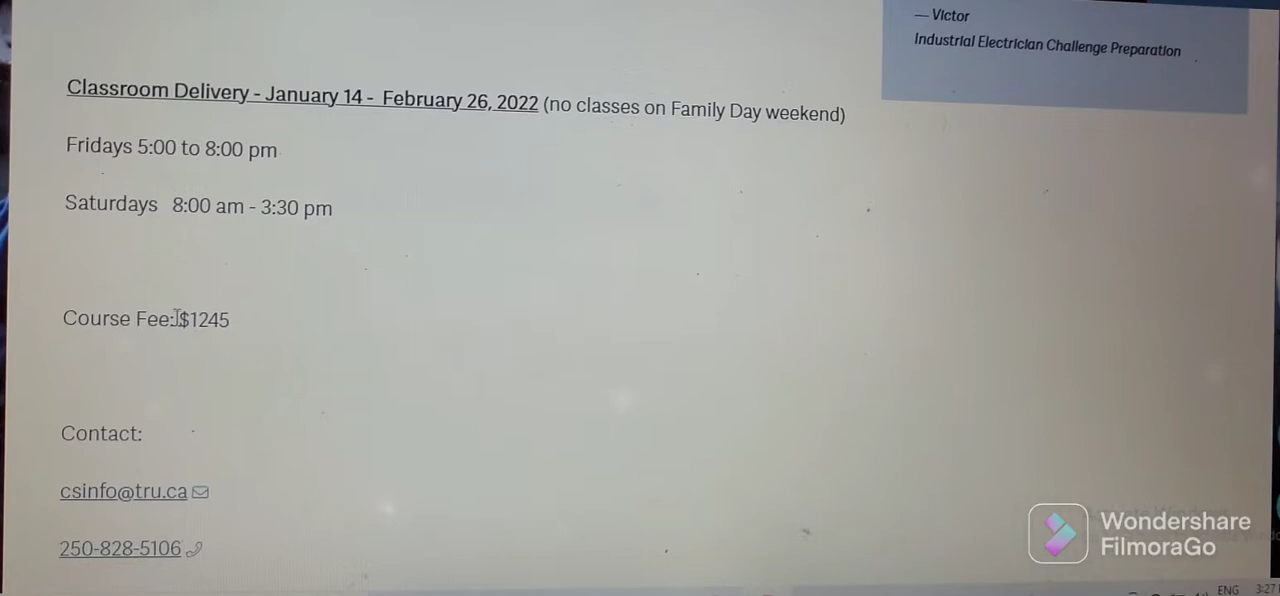 — Victor
Industrial Electrician Challenge Preparation
Classroom Delivery - January 14 - February 26, 2022 (no classes on Family Day weekend)
Fridays 5:00 to 8:00 pm
Saturdays 8:00 am - 3:30 pm
Course Fee: $1245
Contact:
csinfo@tru.ca
250-828-5106
Wondershare
FilmoraGo
ENG 3:27